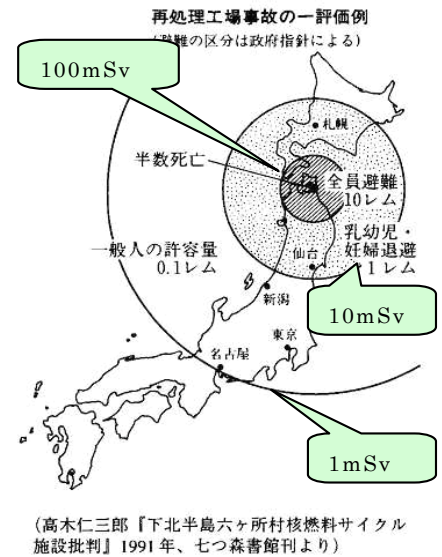 再処理工場事故の一評価例
(避難の区分は政府指針による)
100mSv
札幌
半数死亡
全員避難
10レム
乳幼児・
妊婦退避
1レム
一般人の許容量
0.1レム
仙台
新潟
10mSv
東京
名古屋
1mSv
(高木仁三郎『下北半島六ヶ所村核燃料サイクル
施設批判』1991年、七つ森書館刊より)